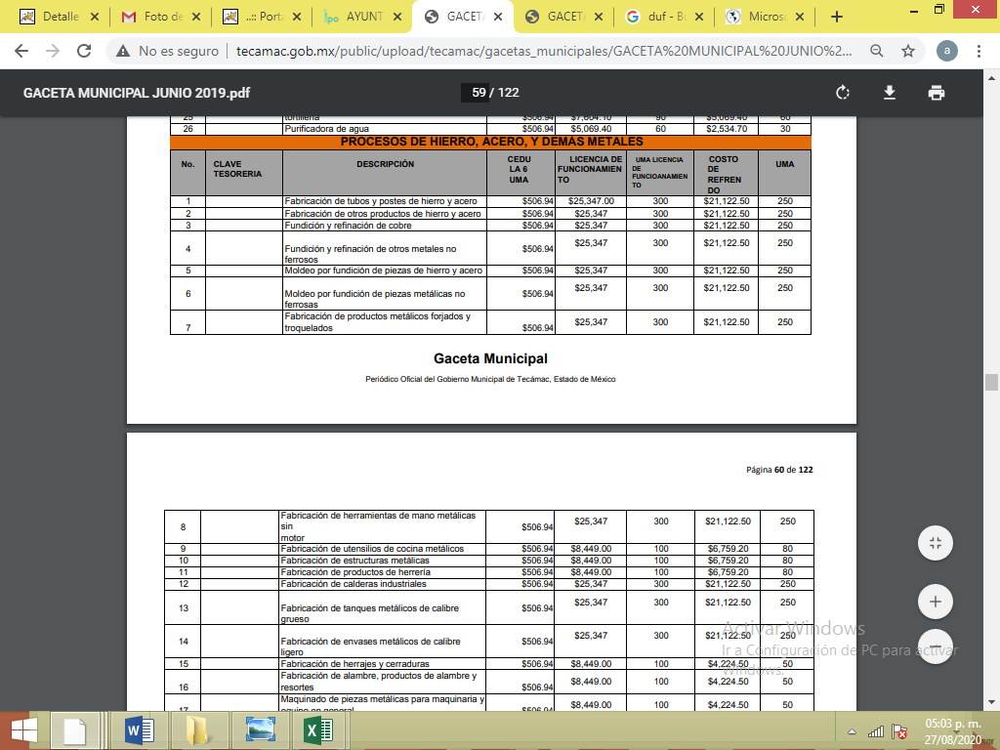 Detalle
Foto de
..:: Port
AYUNT
GACET
GACET
duf - B
Micros
No es seguro
tecamac.gob.mx/public/upload/tecamac/gacetas_municipales/GACETA%20MUNICIPAL%20JUNIO%2...
a
GACETA MUNICIPAL JUNIO 2019.pdf
59 / 122
25 tortillería $506.94 $7,604.10 90 $5,069.40 60
26 Purificadora de agua $506.94 $5,069.40 60 $2,534.70 30
PROCESOS DE HIERRO, ACERO, Y DEMÁS METALES
No. CLAVE TESORERIA DESCRIPCIÓN CEDU LA 6 UMA LICENCIA DE FUNCIONAMIEN TO UMA LICENCIA DE FUNCIOANAMIEN TO COSTO DE REFREN DO UMA
1 Fabricación de tubos y postes de hierro y acero $506.94 $25,347.00 300 $21,122.50 250
2 Fabricación de otros productos de hierro y acero $506.94 $25,347 300 $21,122.50 250
3 Fundición y refinación de cobre $506.94 $25,347 300 $21,122.50 250
4 Fundición y refinación de otros metales no ferrosos $506.94 $25,347 300 $21,122.50 250
5 Moldeo por fundición de piezas de hierro y acero $506.94 $25,347 300 $21,122.50 250
6 Moldeo por fundición de piezas metálicas no ferrosas $506.94 $25,347 300 $21,122.50 250
7 Fabricación de productos metálicos forjados y troquelados $506.94 $25,347 300 $21,122.50 250
Gaceta Municipal
Periódico Oficial del Gobierno Municipal de Tecámac, Estado de México
Página 60 de 122
8 Fabricación de herramientas de mano metálicas sin motor $506.94 $25,347 300 $21,122.50 250
9 Fabricación de utensilios de cocina metálicos $506.94 $8,449.00 100 $6,759.20 80
10 Fabricación de estructuras metálicas $506.94 $8,449.00 100 $6,759.20 80
11 Fabricación de productos de herrería $506.94 $8,449.00 100 $6,759.20 80
12 Fabricación de calderas industriales $506.94 $25,347 300 $21,122.50 250
13 Fabricación de tanques metálicos de calibre grueso $506.94 $25,347 300 $21,122.50 250
14 Fabricación de envases metálicos de calibre ligero $506.94 $25,347 300 $21,122.50 250
15 Fabricación de herrajes y cerraduras $506.94 $8,449.00 100 $4,224.50 50
16 Fabricación de alambre, productos de alambre y resortes $506.94 $8,449.00 100 $4,224.50 50
17 Maquinado de piezas metálicas para maquinaria y equipo en general $506.94 $8,449.00 100 $4,224.50 50
Activar Windows
Ir a Configuración de PC para activar
Windows.
05:03 p. m.
27/08/2020